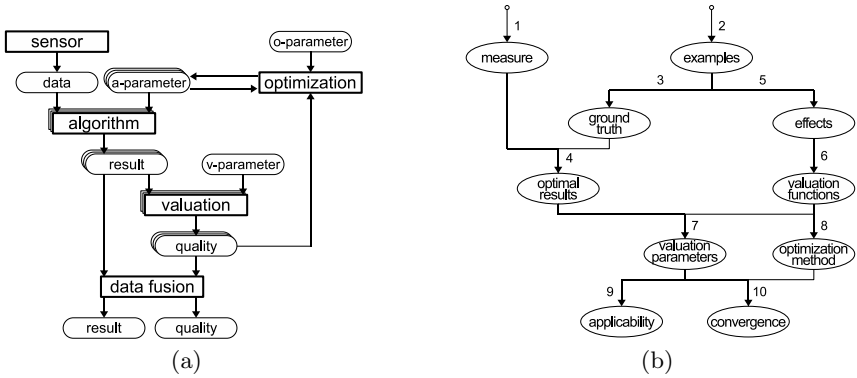 sensor
o-parameter
data
a-parameter
optimization
algorithm
result
v-parameter
valuation
quality
data fusion
result
quality
(a)
1
2
measure
examples
3
5
ground
truth
effects
4
6
optimal
results
valuation
functions
7
8
valuation
parameters
optimization
method
9
10
applicability
convergence
(b)